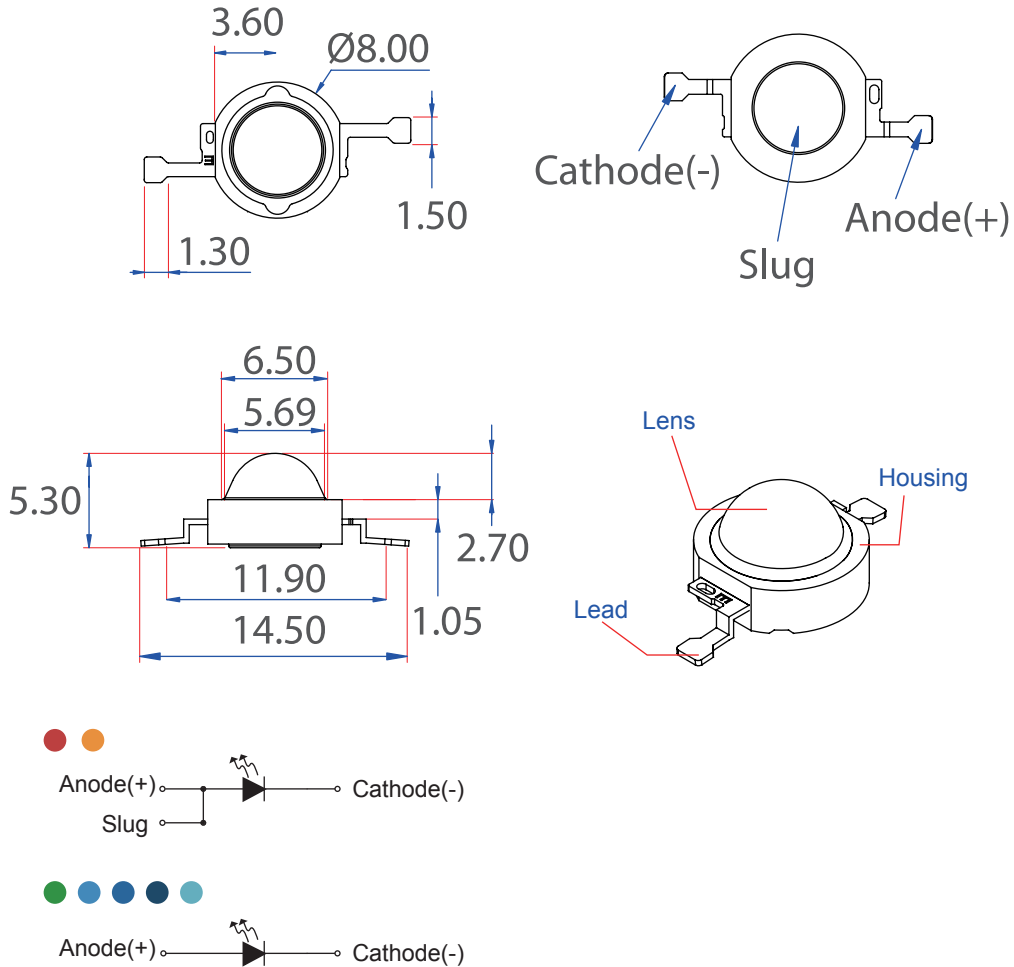 3.60
Ø8.00
1.50
1.30
Cathode(-)
Anode(+)
Slug
6.50
5.69
5.30
2.70
11.90
1.05
14.50
Lens
Housing
Lead
Anode(+)
Cathode(-)
Slug
Anode(+)
Cathode(-)